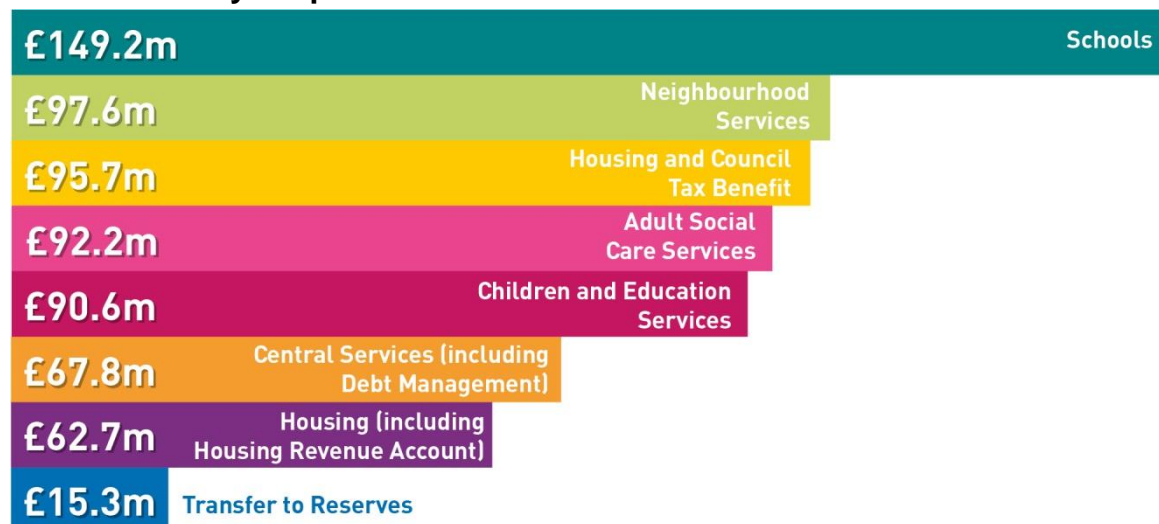 £149.2m
Schools
£97.6m
Neighbourhood
Services
£95.7m
Housing and Council
Tax Benefit
£92.2m
Adult Social
Care Services
£90.6m
Children and Education
Services
£67.8m
Central Services (including
Debt Management)
£62.7m
Housing (including
Housing Revenue Account)
£15.3m
Transfer to Reserves